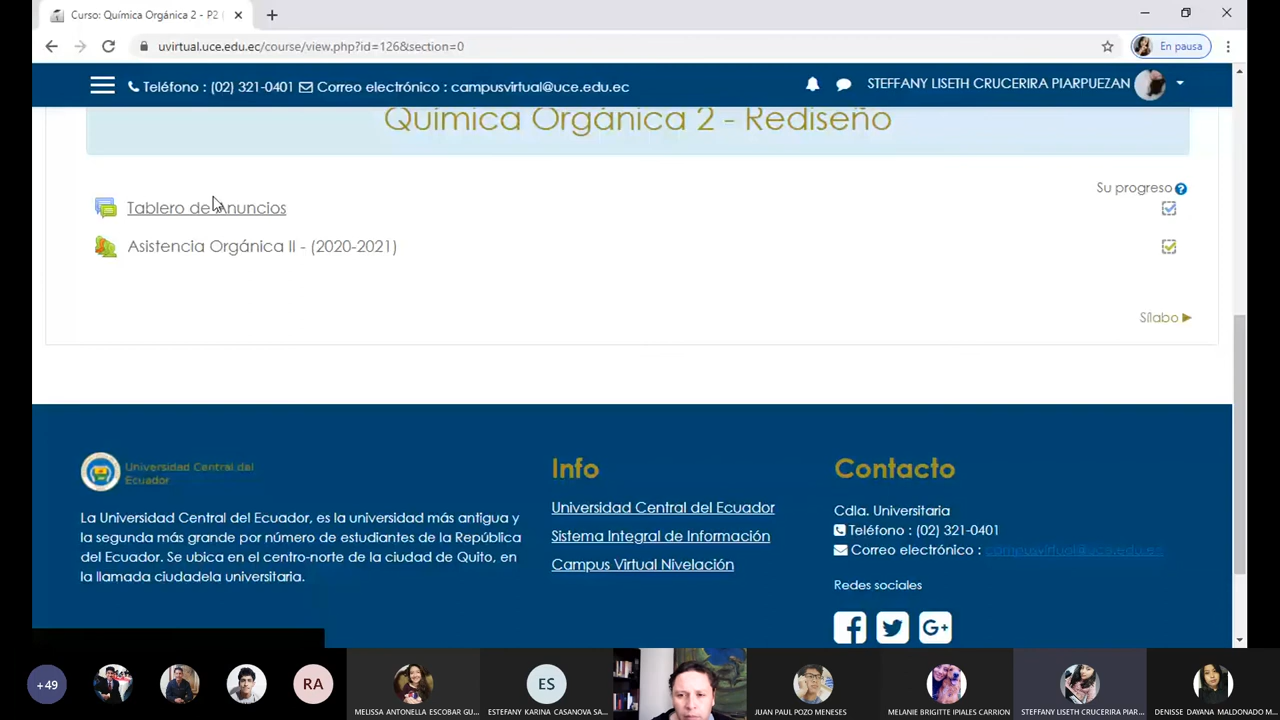 Curso: Química Orgánica 2 - P2
En pausa
uvirtual.uce.edu.ec/course/view.php?id=126&section=0
Teléfono : (02) 321-0401 Correo electrónico : campusvirtual@uce.edu.ec
STEFFANY LISETH CRUCERIRA PIARPUEZAN
Química Orgánica 2 - Rediseño
Su progreso
Tablero de Anuncios
Asistencia Orgánica II - (2020-2021)
Sílabo
Universidad Central del
Ecuador
La Universidad Central del Ecuador, es la universidad más antigua y
la segunda más grande por número de estudiantes de la República
del Ecuador. Se ubica en el centro-norte de la ciudad de Quito, en
la llamada ciudadela universitaria.
Info
Universidad Central del Ecuador
Sistema Integral de Información
Campus Virtual Nivelación
Contacto
Cdla. Universitaria
Teléfono : (02) 321-0401
Correo electrónico : campusvirtual@uce.edu.ec
Redes sociales
+49
RA
ES
MELISSA ANTONELLA ESCOBAR GU...
ESTEFANY KARINA CASANOVA SA...
JUAN PAUL POZO MENESES
MELANIE BRIGITTE IPIALES CARRION
STEFFANY LISETH CRUCERIRA PIAR...
DENISSE DAYANA MALDONADO M...